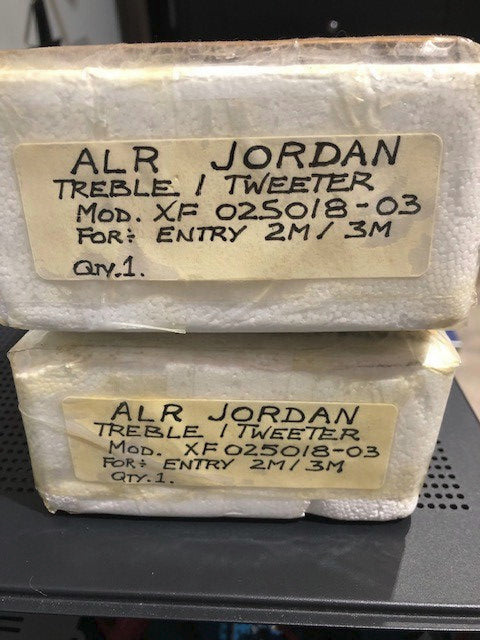 ALR JORDAN
TREBLE / TWEETER
MOD. XF 025018-03
FOR: ENTRY 2M/3M
QTY.1.
ALR JORDAN
TREBLE / TWEETER
MOD. XF 025018-03
FOR: ENTRY 2M/3M
QTY.1.